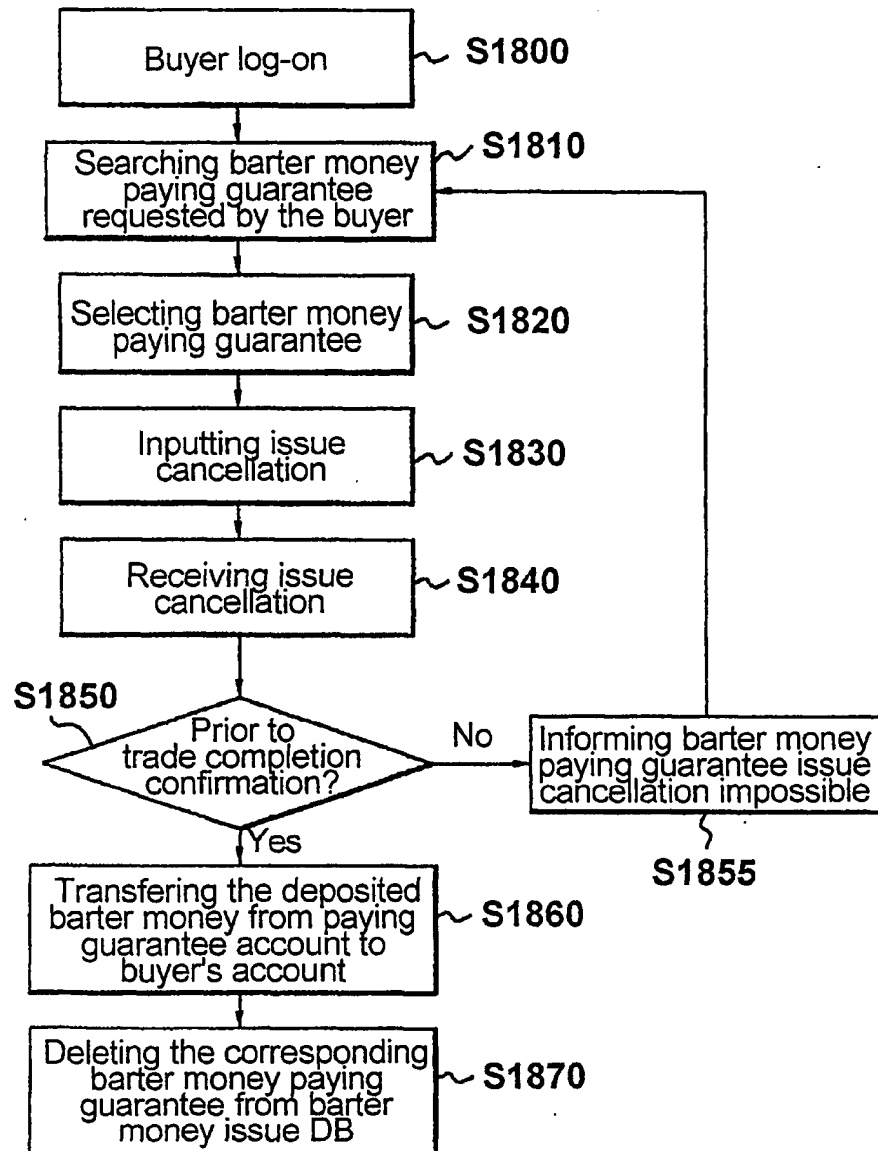 Buyer log-on
S1800
Searching barter money
paying guarantee
requested by the buyer
S1810
Selecting barter money
paying guarantee
S1820
Inputting issue
cancellation
S1830
Receiving issue
cancellation
S1840
S1850
Prior to
trade completion
confirmation?
No
Informing barter money
paying guarantee issue
cancellation impossible
S1855
Yes
Transfering the deposited
barter money from paying
guarantee account to
buyer's account
S1860
Deleting the corresponding
barter money paying
guarantee from barter
money issue DB
S1870